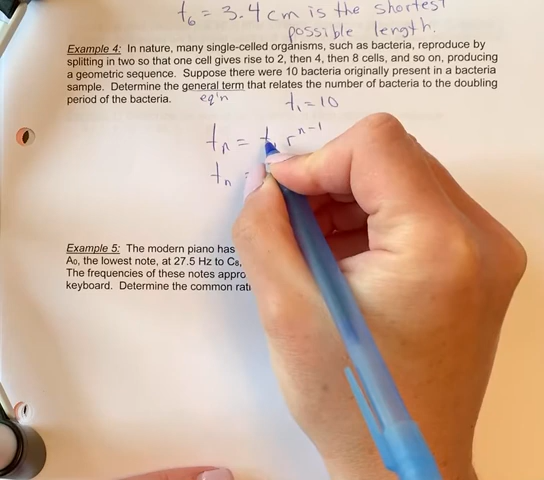 t₆ = 3.4 cm is the shortest
possible length.
Example 4: In nature, many single-celled organisms, such as bacteria, reproduce by
splitting in two so that one cell gives rise to 2, then 4, then 8 cells, and so on, producing
a geometric sequence. Suppose there were 10 bacteria originally present in a bacteria
sample. Determine the general term that relates the number of bacteria to the doubling
period of the bacteria.
eq'n
t₁ = 10
tₙ = t₁ rⁿ⁻¹
tₙ =
Example 5: The modern piano has
A₀, the lowest note, at 27.5 Hz to C₈,
The frequencies of these notes
keyboard. Determine the common